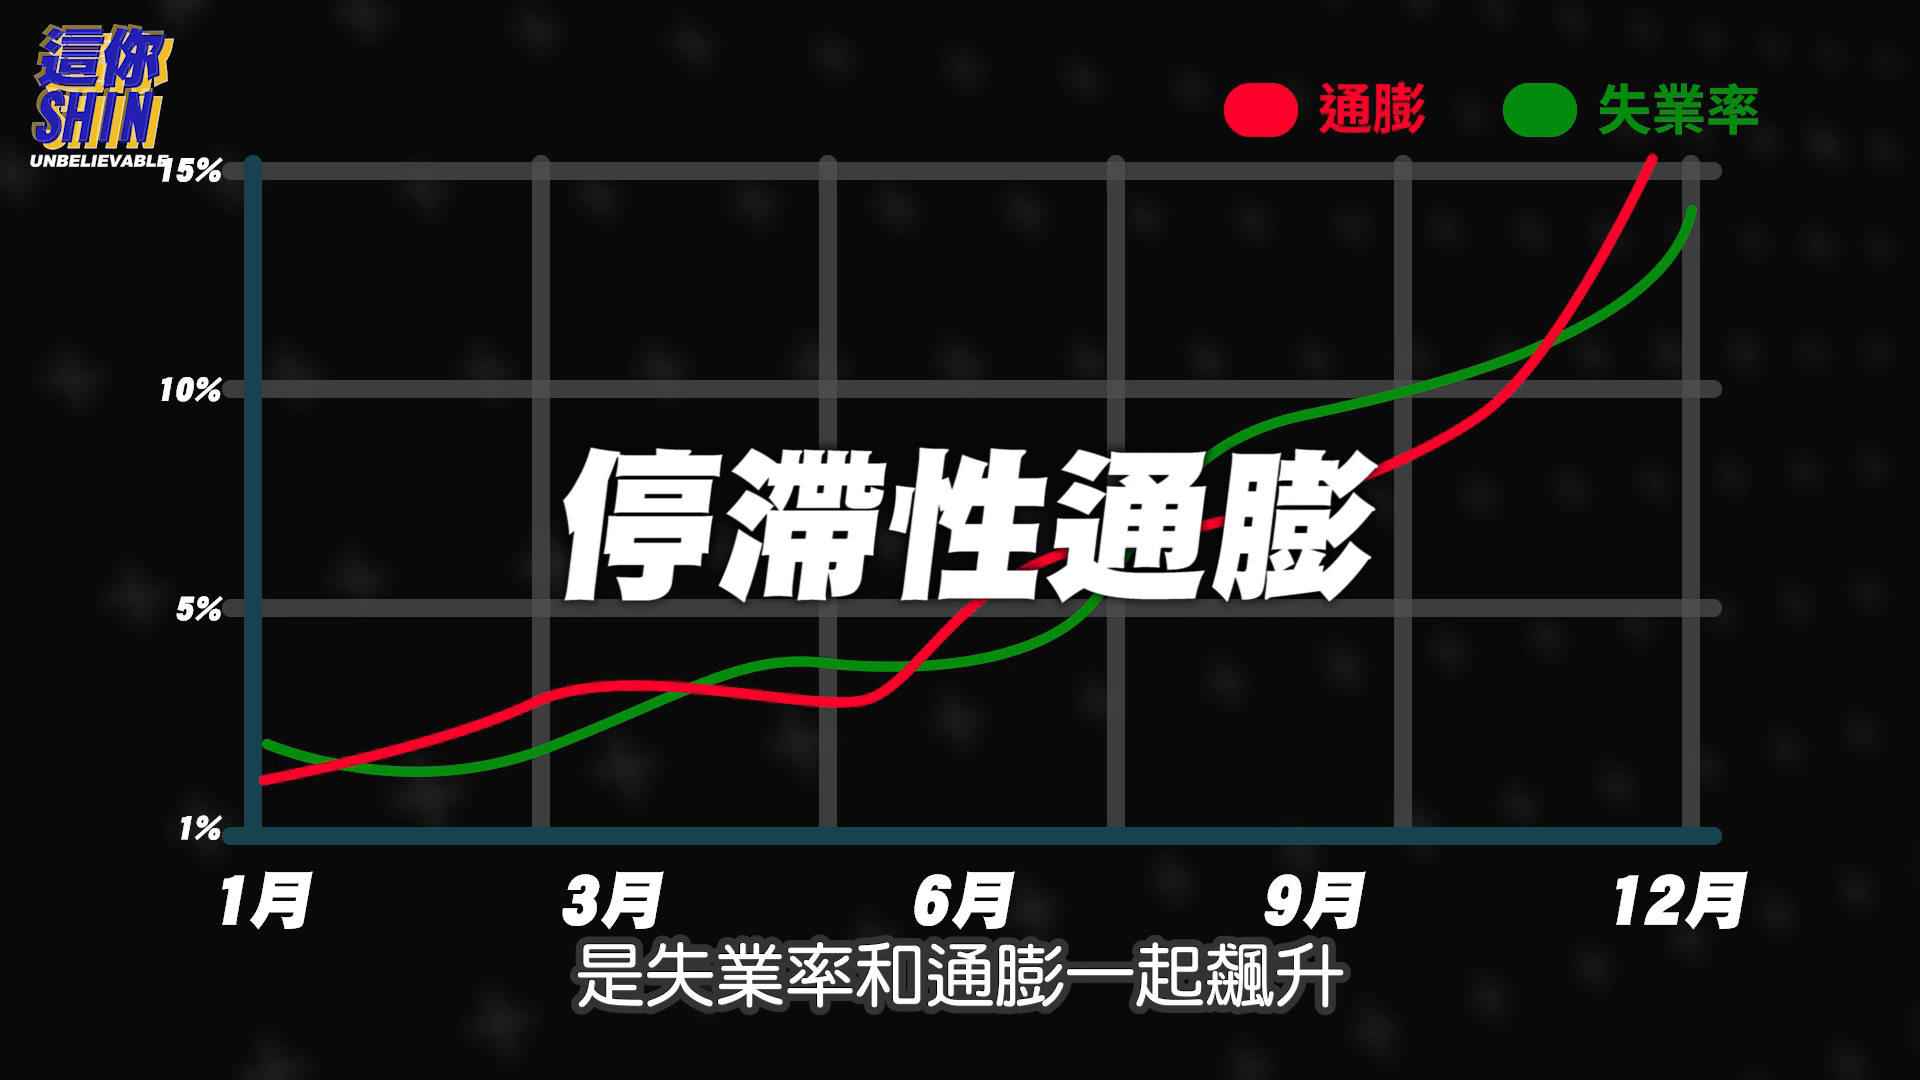 這你
SHIN
UNBELIEVABLE
通膨 失業率
15%
10%
停滯性通膨
5%
1%
1月 3月 6月 9月 12月
是失業率和通膨一起飆升